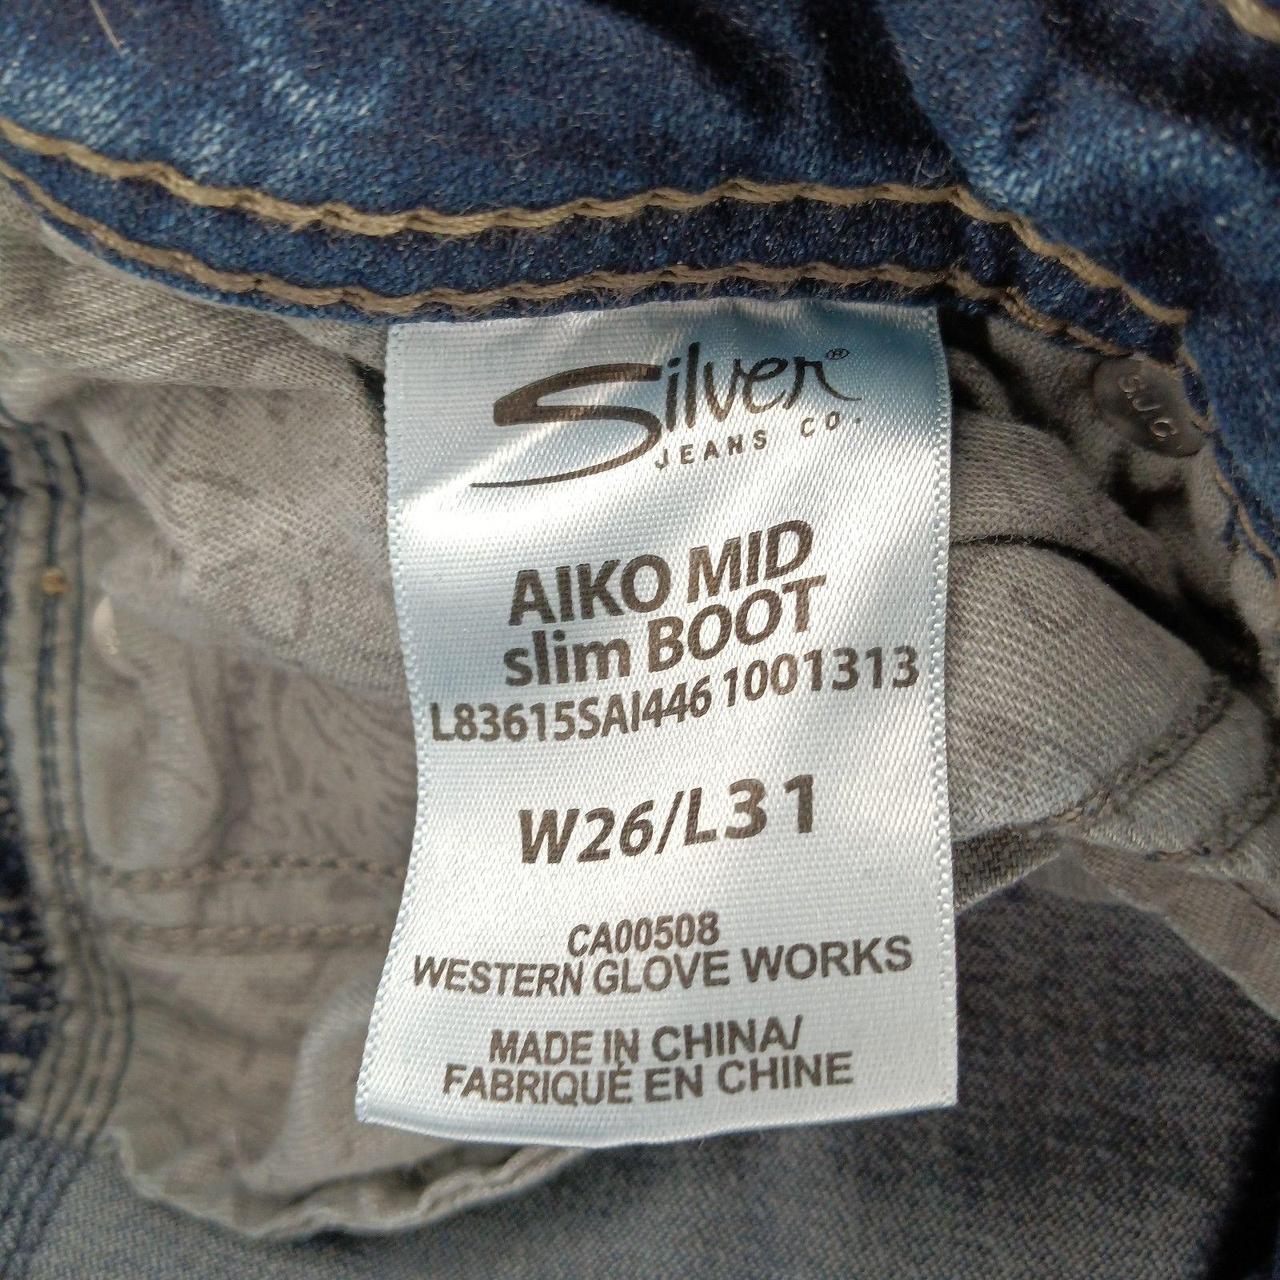 Silver®
JEANS CO.
S.J.C
AIKO MID
slim BOOT
L83615SAI446 1001313
W26/L31
CA00508
WESTERN GLOVE WORKS
MADE IN CHINA/
FABRIQUÉ EN CHINE